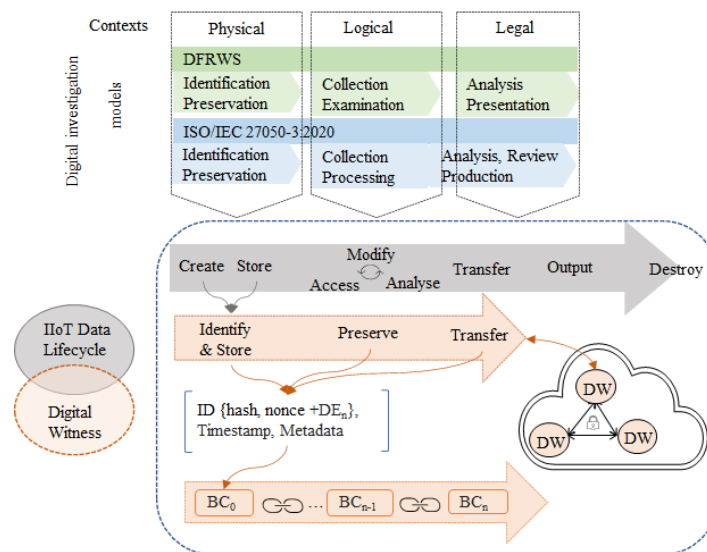 Contexts
Physical
Logical
Legal
Digital investigation
models
DFRWS
Identification
Preservation
Collection
Examination
Analysis
Presentation
ISO/IEC 27050-3:2020
Identification
Preservation
Collection
Processing
Analysis, Review
Production
Create
Store
Modify
Access
Analyse
Transfer
Output
Destroy
IIoT Data
Lifecycle
Digital
Witness
Identify
& Store
Preserve
Transfer
ID {hash, nonce +DEn},
Timestamp, Metadata
DW
DW
DW
BC0
...
BCn-1
BCn